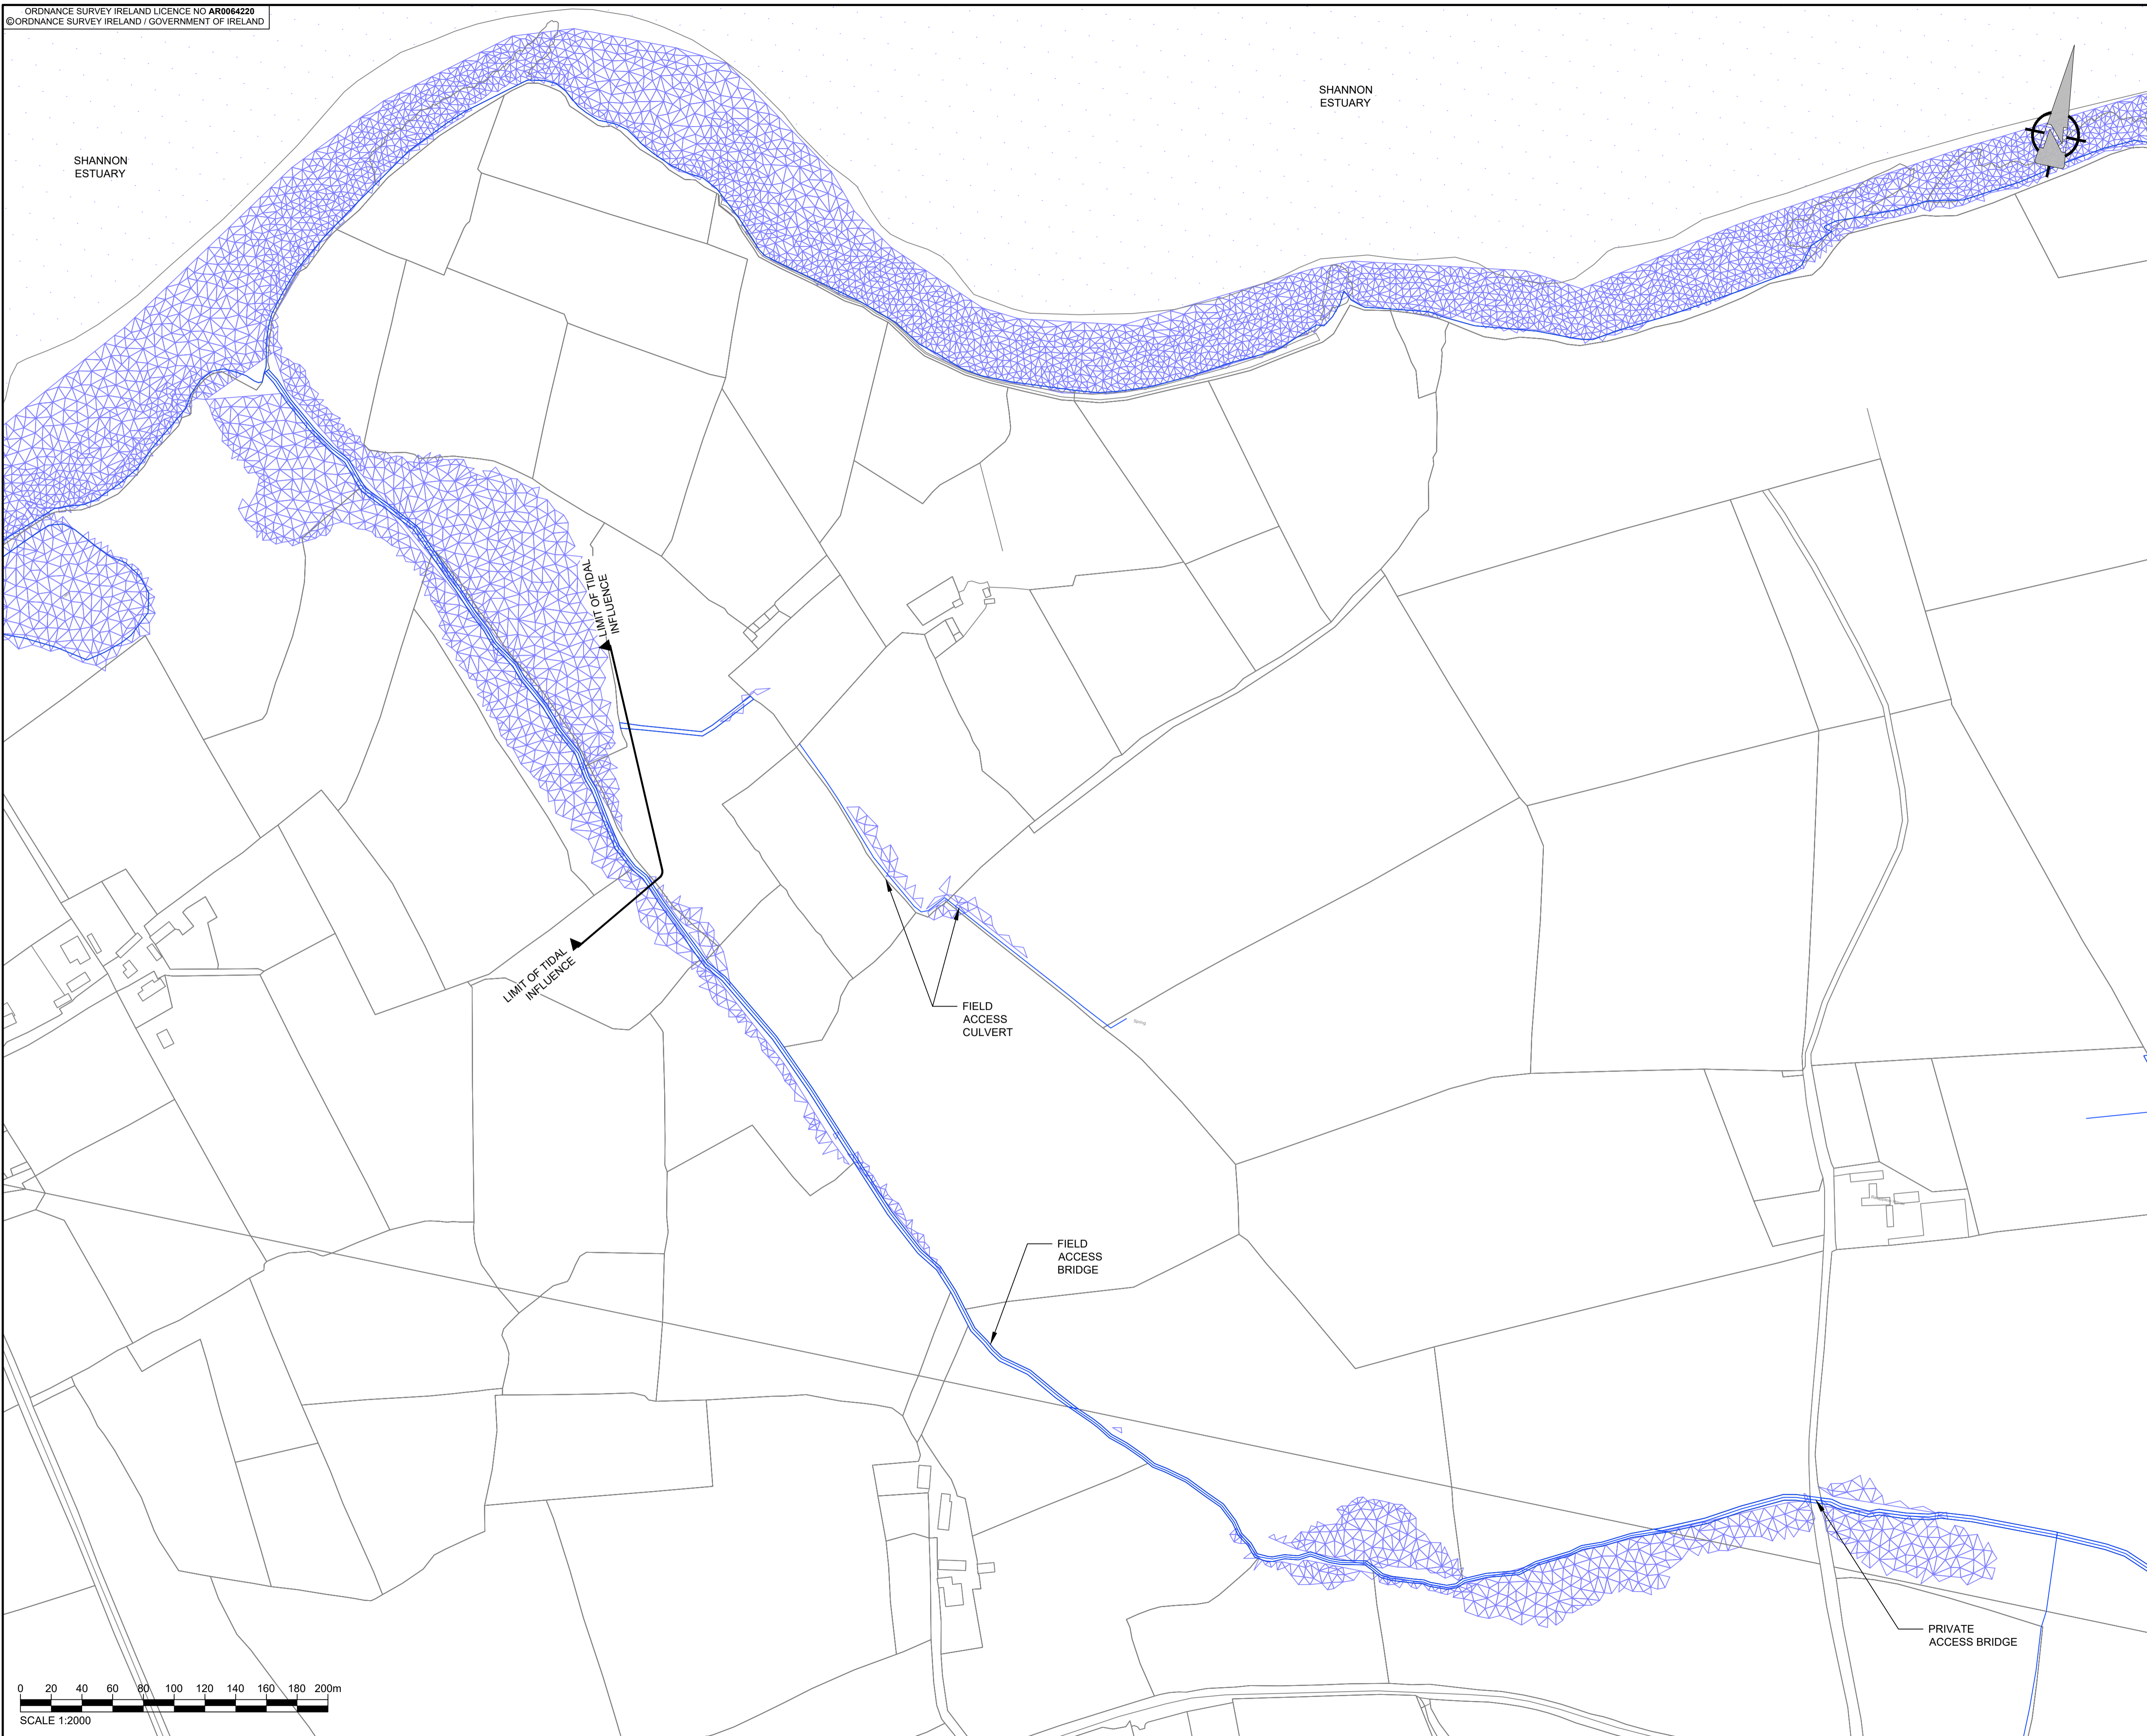 ORDNANCE SURVEY IRELAND LICENCE NO AR0064220
©ORDNANCE SURVEY IRELAND / GOVERNMENT OF IRELAND
SHANNON
ESTUARY
SHANNON
ESTUARY
LIMIT OF TIDAL
INFLUENCE
LIMIT OF TIDAL
INFLUENCE
FIELD
ACCESS
CULVERT
Spring
FIELD
ACCESS
BRIDGE
PRIVATE
ACCESS BRIDGE
0 20 40 60 80 100 120 140 160 180 200m
SCALE 1:2000